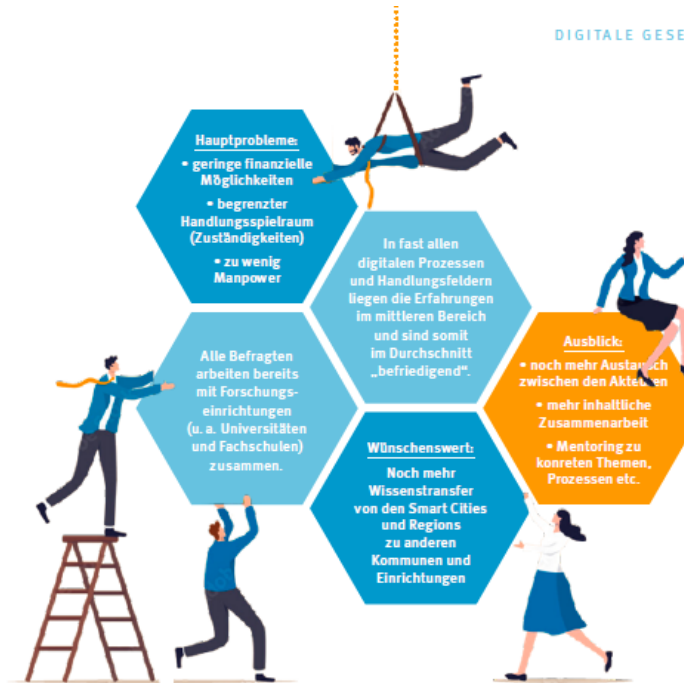 DIGITALE GESE
Hauptprobleme:
• geringe finanzielle
Möglichkeiten
• begrenzter
Handlungsspielraum
(Zuständigkeiten)
• zu wenig
Manpower
In fast allen
digitalen Prozessen
und Handlungsfeldern
liegen die Erfahrungen
im mittleren Bereich
und sind somit
im Durchschnitt
„befriedigend“.
Alle Befragten
arbeiten bereits
mit Forschungs-
einrichtungen
(u. a. Universitäten
und Fachschulen)
zusammen.
Ausblick:
• noch mehr Austausch
zwischen den Akteuren
• mehr inhaltliche
Zusammenarbeit
• Mentoring zu
konkreten Themen,
Prozessen etc.
Wünschenswert:
Noch mehr
Wissenstransfer
von den Smart Cities
und Regions
zu anderen
Kommunen und
Einrichtungen